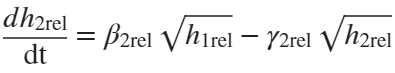 dh₂rel/dt = β₂rel √h₁rel − γ₂rel √h₂rel